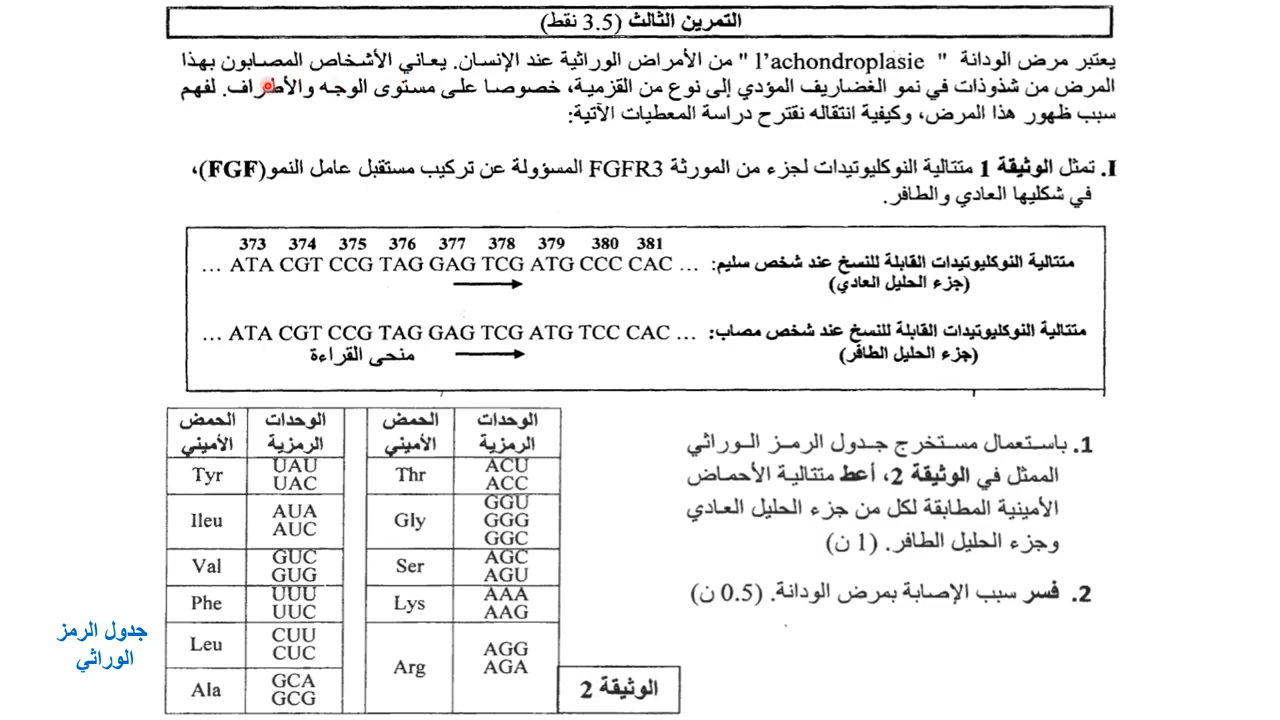 التمرين الثالث (3.5 نقط)
يعتبر مرض الودانة " l'achondroplasie " من الأمراض الوراثية عند الإنسان. يعاني الأشخاص المصابون بهذا
المرض من شذوذات في نمو الغضاريف المؤدي إلى نوع من القزمية، خصوصا على مستوى الوجه والأطراف. لفهم
سبب ظهور هذا المرض، وكيفية انتقاله نقترح دراسة المعطيات الآتية:
I. تمثل الوثيقة 1 متتالية النوكليوتيدات لجزء من المورثة FGFR3 المسؤولة عن تركيب مستقبل عامل النمو(FGF)،
في شكليها العادي والطافر.
373 374 375 376 377 378 379 380 381
متتالية النوكليوتيدات القابلة للنسخ عند شخص سليم: ... ATA CGT CCG TAG GAG TCG ATG CCC CAC ...
(جزء الحليل العادي)
متتالية النوكليوتيدات القابلة للنسخ عند شخص مصاب: ... ATA CGT CCG TAG GAG TCG ATG TCC CAC ...
(جزء الحليل الطافر)
منحى القراءة
1. باستعمال مستخرج جدول الرمز الوراثي
الممثل في الوثيقة 2، أعط متتالية الأحماض
الأمينية المطابقة لكل من جزء الحليل العادي
وجزء الحليل الطافر. (1 ن)
2. فسر سبب الإصابة بمرض الودانة. (0.5 ن)
الحمض الأميني
الوحدات الرمزية
Tyr
UAU
UAC
Ileu
AUA
AUC
Val
GUC
GUG
Phe
UUU
UUC
Leu
CUU
CUC
Ala
GCA
GCG
الحمض الأميني
الوحدات الرمزية
Thr
ACU
ACC
Gly
GGU
GGG
GGC
Ser
AGC
AGU
Lys
AAA
AAG
Arg
AGG
AGA
الوثيقة 2
جدول الرمز
الوراثي